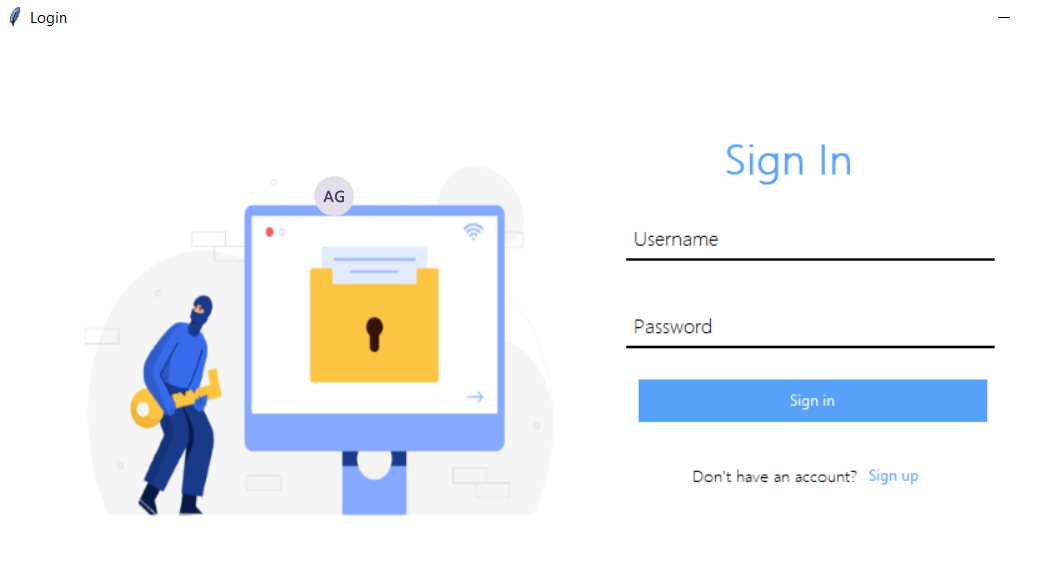 Login
AG
Sign In
Username
Password
Sign in
Don't have an account? Sign up